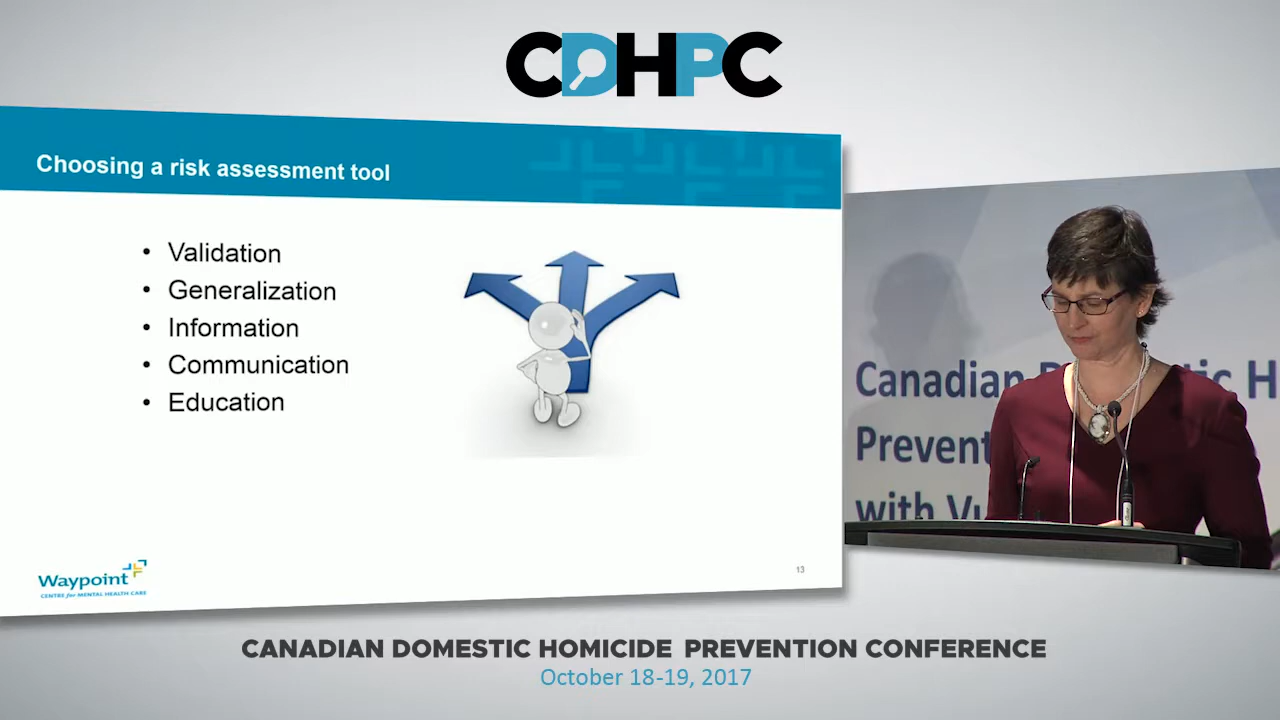 CDHPC
Choosing a risk assessment tool
• Validation
• Generalization
• Information
• Communication
• Education
Waypoint
CENTRE for MENTAL HEALTH CARE
13
Canadian
Prevent
with
CANADIAN DOMESTIC HOMICIDE PREVENTION CONFERENCE
October 18-19, 2017